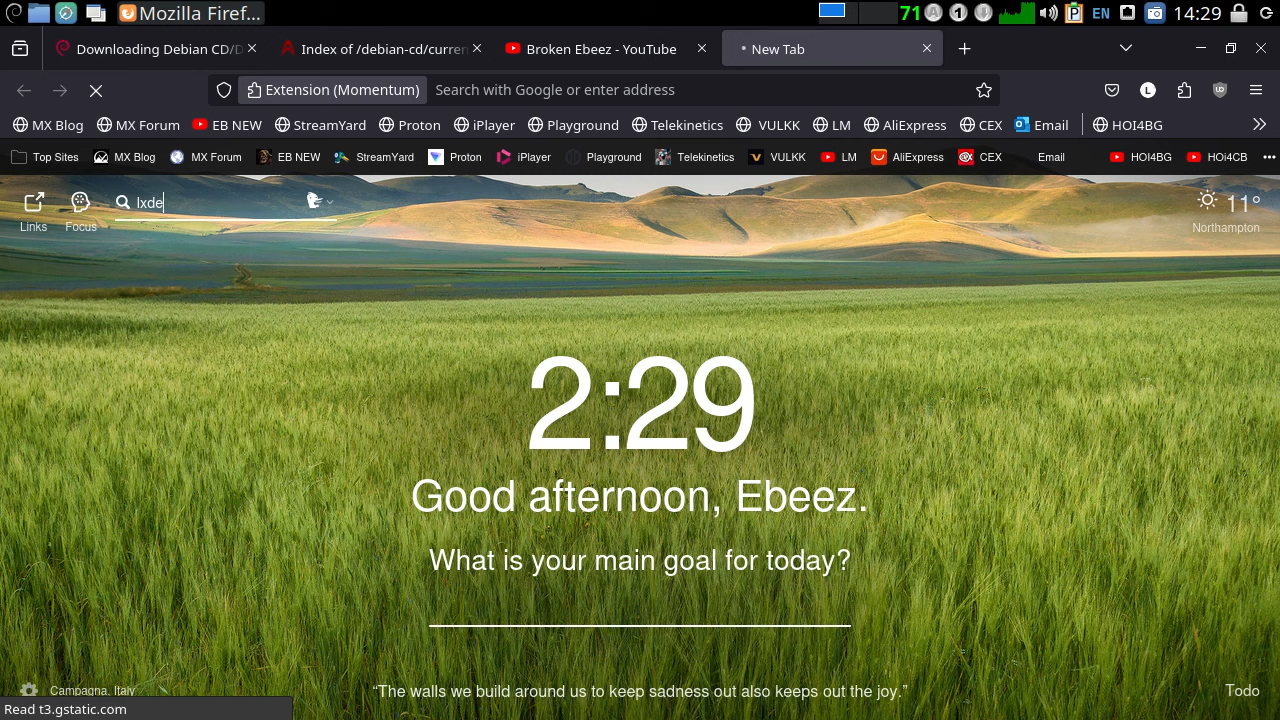 Mozilla Firef...
71 A 1 EN 14:29
Downloading Debian CD/D
Index of /debian-cd/curren
Broken Ebeez - YouTube
New Tab
Extension (Momentum)
Search with Google or enter address
L
UD
MX Blog MX Forum EB NEW StreamYard Proton iPlayer Playground Telekinetics VULKK LM AliExpress CEX Email HOI4BG
Top Sites MX Blog MX Forum EB NEW StreamYard Proton iPlayer Playground Telekinetics VULKK LM AliExpress CEX Email HOI4BG HOi4CB
lxde
Links
Focus
11°
Northampton
2:29
Good afternoon, Ebeez.
What is your main goal for today?
Campagna, Italy
“The walls we build around us to keep sadness out also keeps out the joy.”
Todo
Read t3.gstatic.com